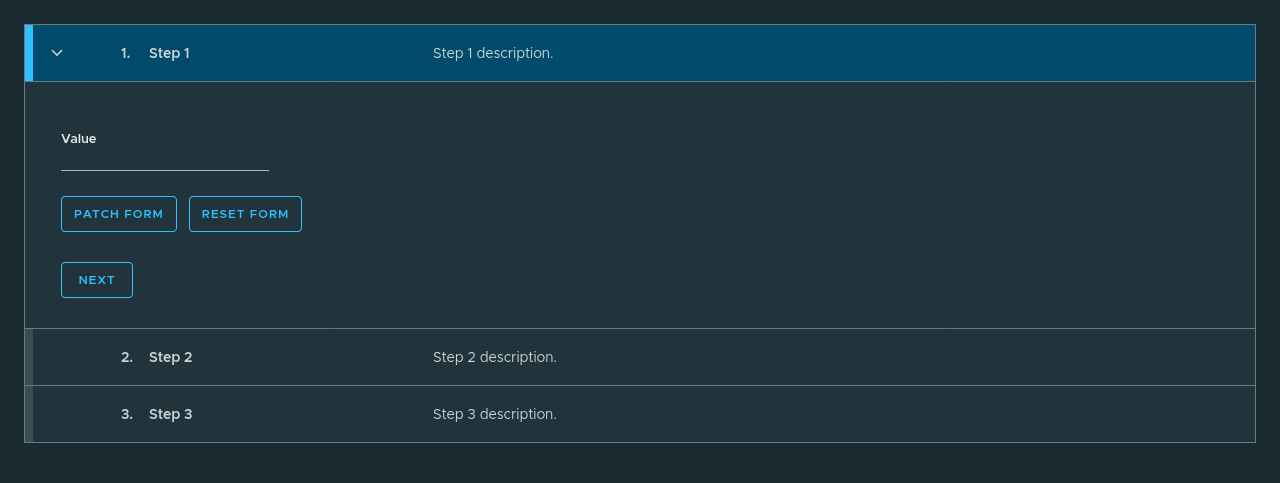 1. Step 1 Step 1 description.
Value
PATCH FORM RESET FORM
NEXT
2. Step 2 Step 2 description.
3. Step 3 Step 3 description.